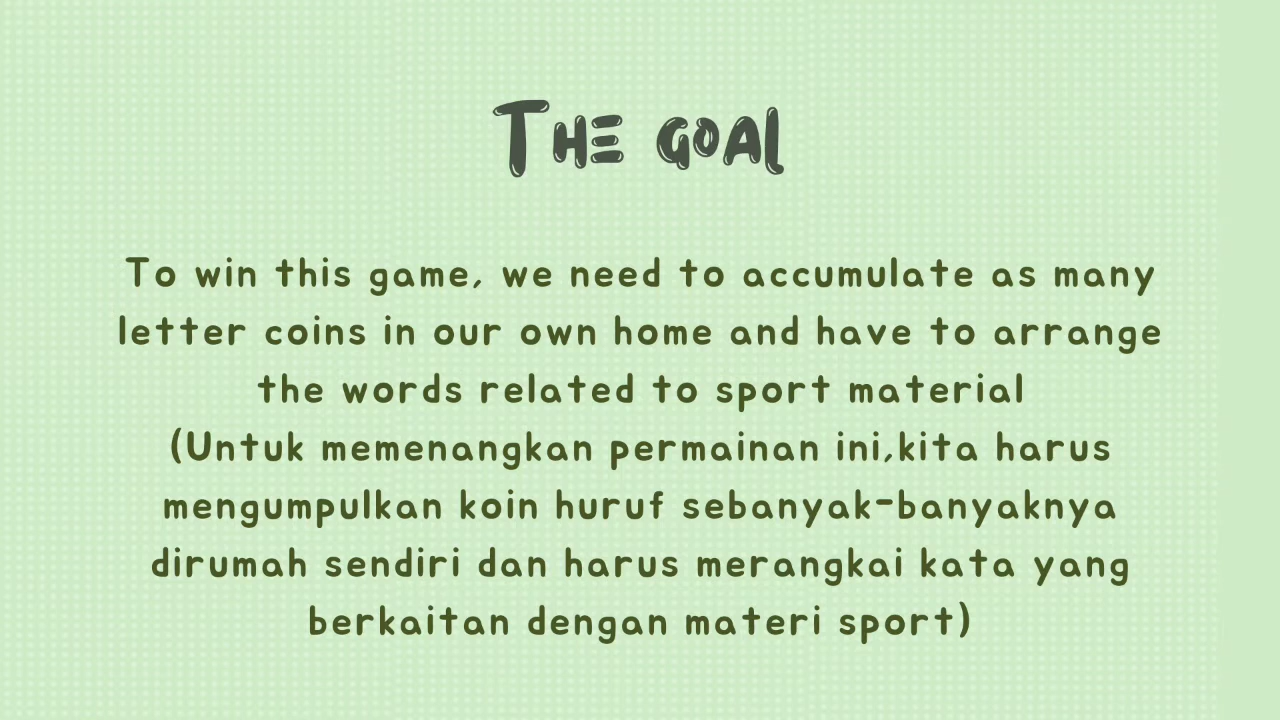 The goal
To win this game, we need to accumulate as many
letter coins in our own home and have to arrange
the words related to sport material
(Untuk memenangkan permainan ini,kita harus
mengumpulkan koin huruf sebanyak-banyaknya
dirumah sendiri dan harus merangkai kata yang
berkaitan dengan materi sport)